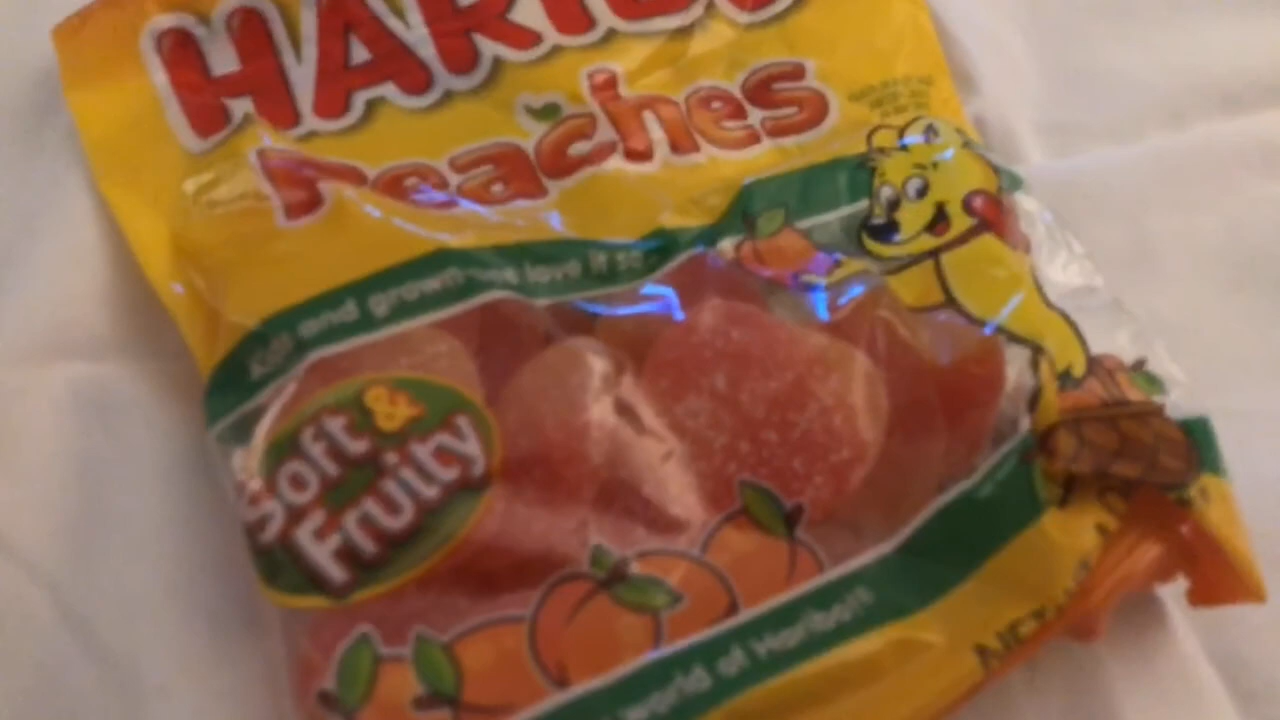 HARIBO
Peaches
Kids and grown-ups love it so
Soft &
Fruity
world of Haribo!